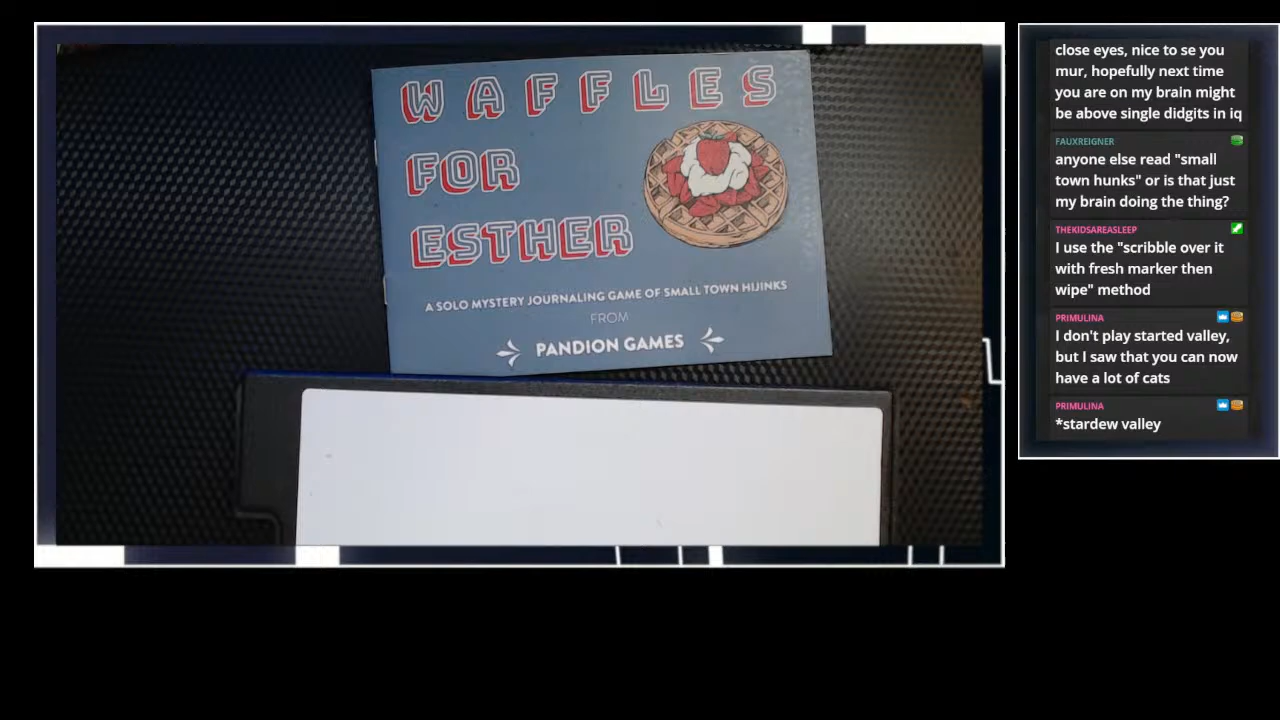 WAFFLES
FOR
ESTHER
A SOLO MYSTERY JOURNALING GAME OF SMALL TOWN HIJINKS
FROM
PANDION GAMES
close eyes, nice to se you
mur, hopefully next time
you are on my brain might
be above single didgits in iq
FAUXREIGNER
anyone else read "small
town hunks" or is that just
my brain doing the thing?
THEKIDSAREASLEEP
I use the "scribble over it
with fresh marker then
wipe" method
PRIMULINA
I don't play started valley,
but I saw that you can now
have a lot of cats
PRIMULINA
*stardew valley